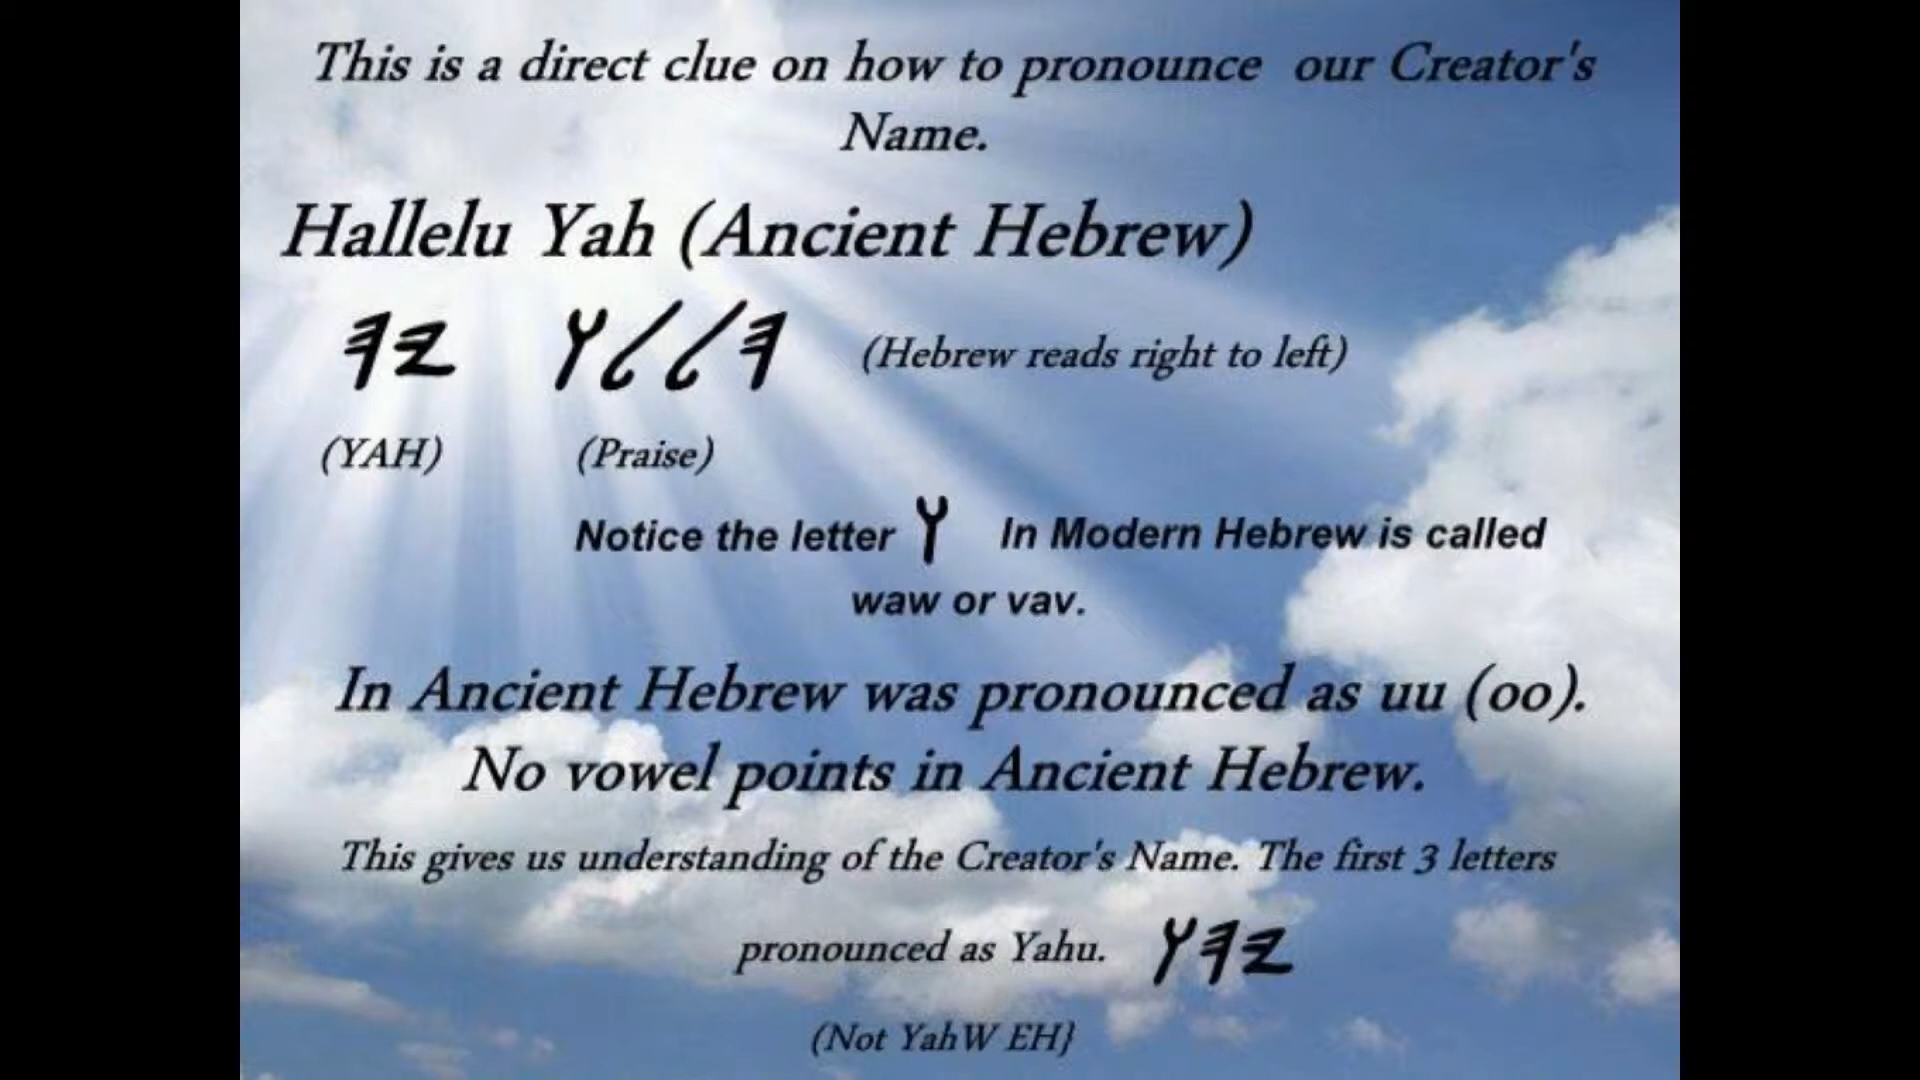 This is a direct clue on how to pronounce our Creator's
Name.
Hallelu Yah (Ancient Hebrew)
𐤄𐤋𐤋𐤅 𐤉𐤄 (Hebrew reads right to left)
(YAH) (Praise)
Notice the letter 𐤅 In Modern Hebrew is called
waw or vav.
In Ancient Hebrew was pronounced as uu (oo).
No vowel points in Ancient Hebrew.
This gives us understanding of the Creator's Name. The first 3 letters
pronounced as Yahu. 𐤉𐤄𐤅
(Not YahW EH}